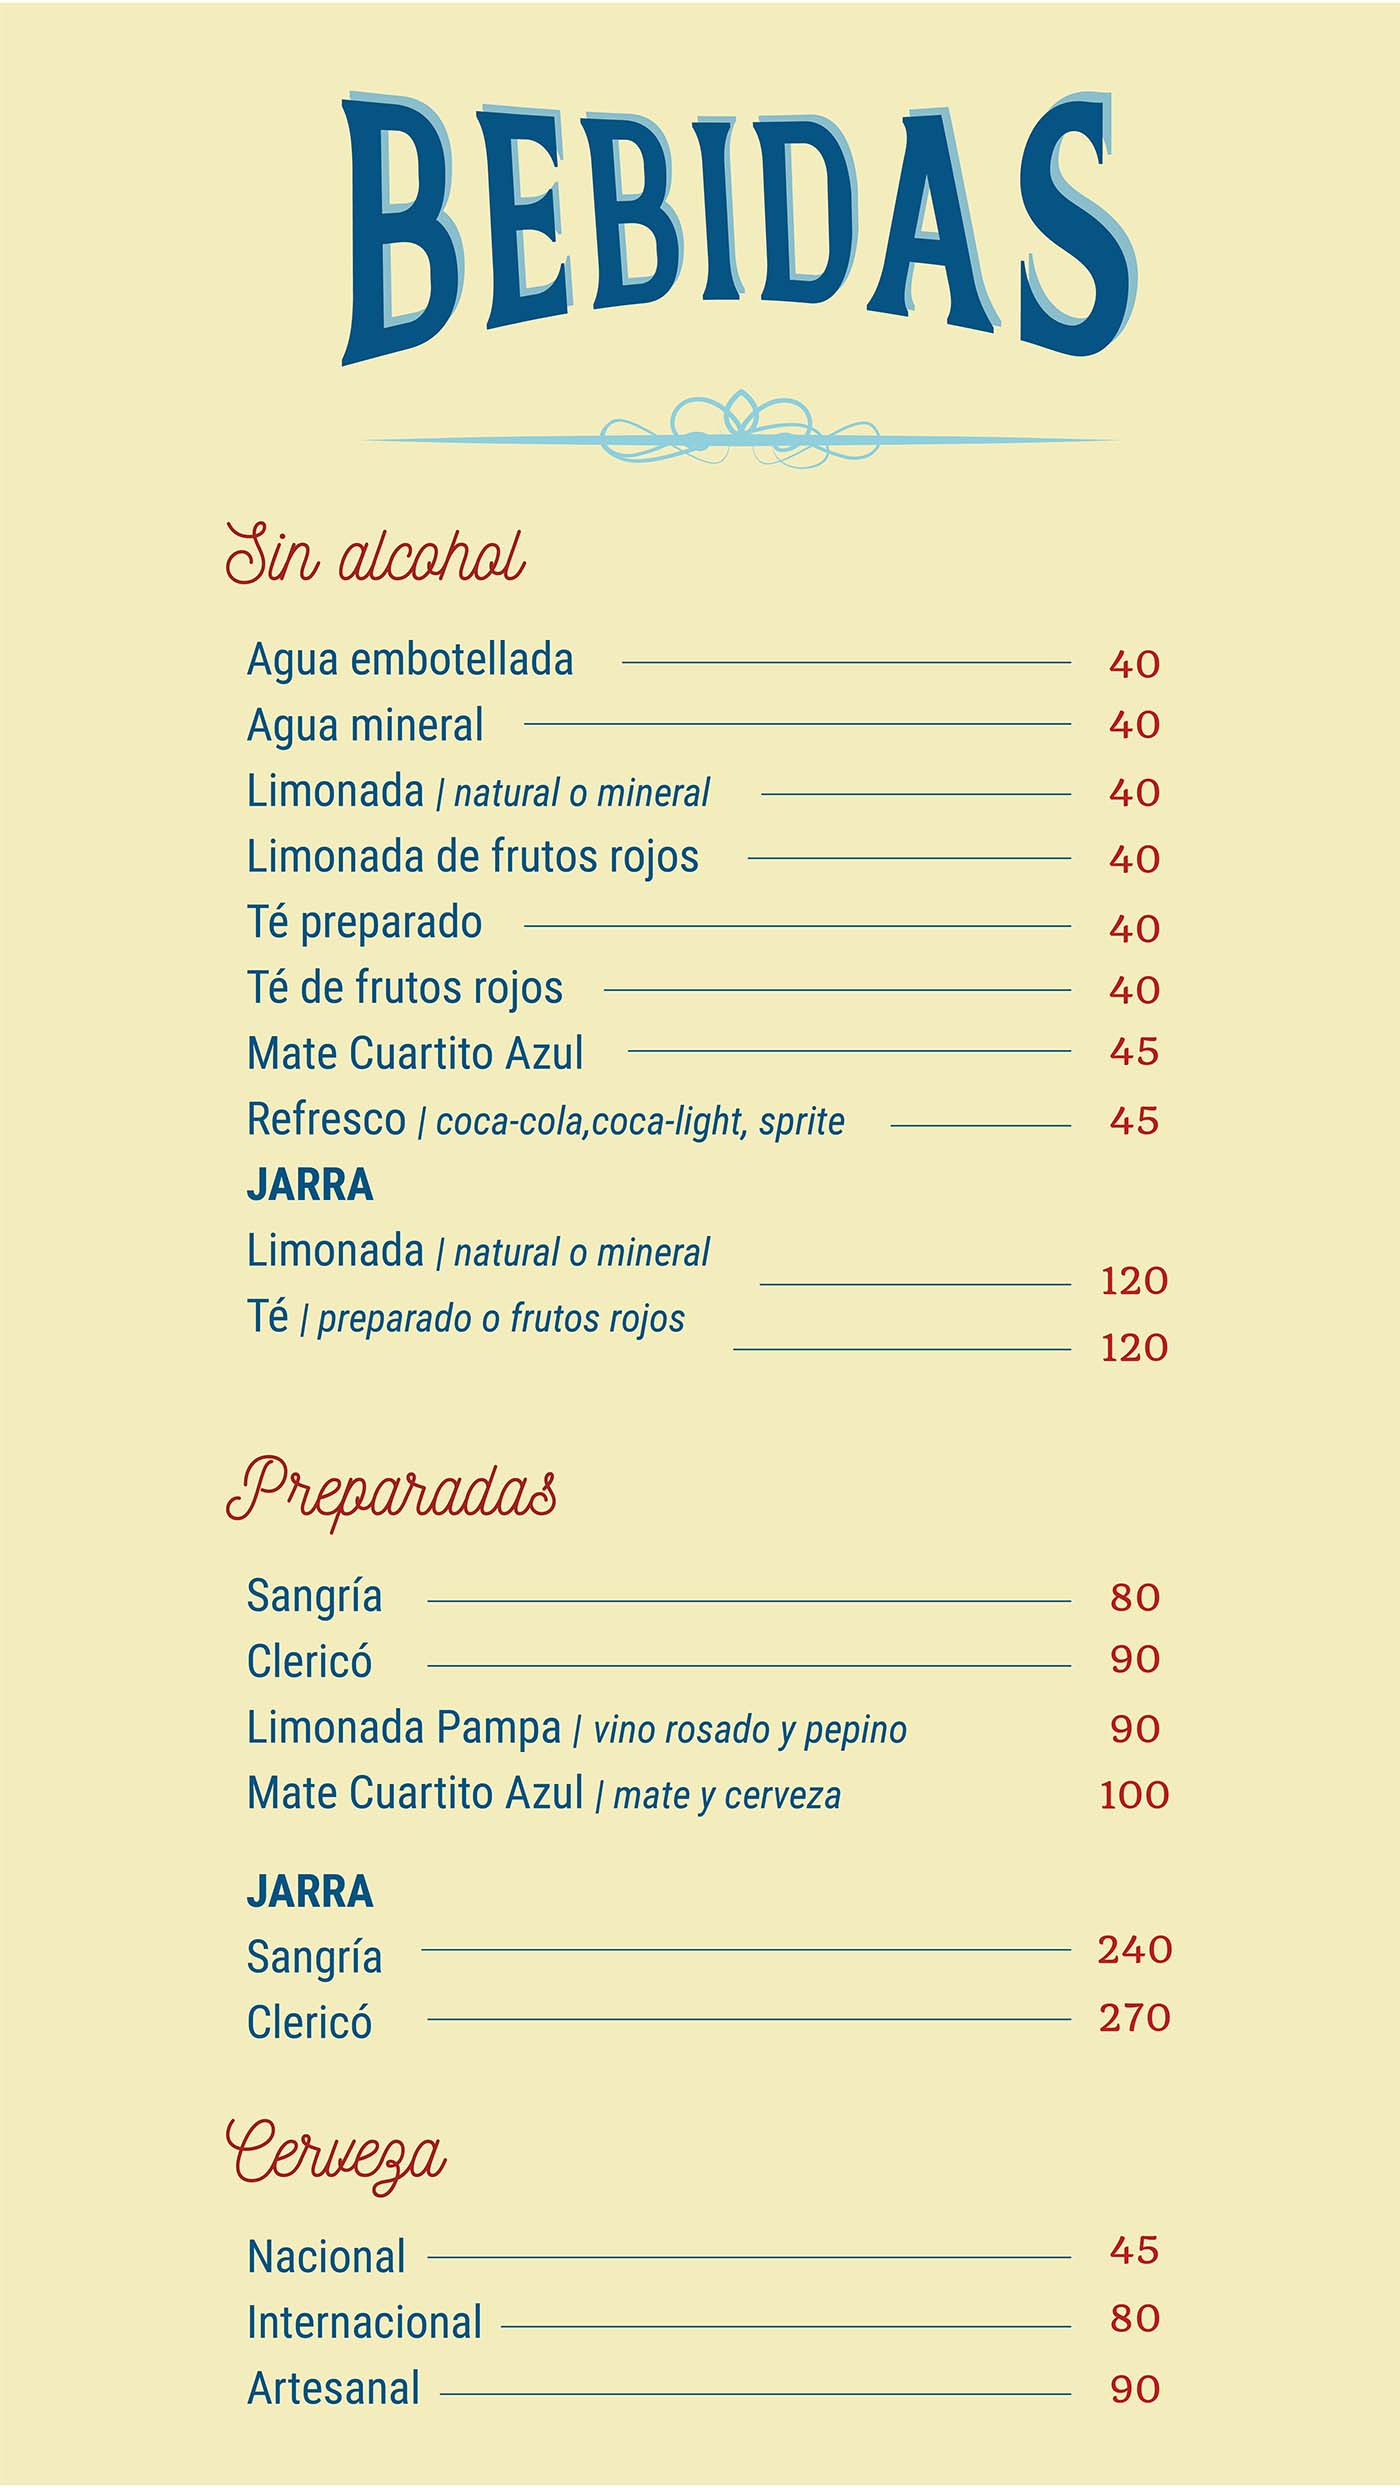 BEBIDAS
Sin alcohol
Agua embotellada 40
Agua mineral 40
Limonada | natural o mineral 40
Limonada de frutos rojos 40
Té preparado 40
Té de frutos rojos 40
Mate Cuartito Azul 45
Refresco | coca-cola,coca-light, sprite 45
JARRA
Limonada | natural o mineral 120
Té | preparado o frutos rojos 120
Preparadas
Sangría 80
Clericó 90
Limonada Pampa | vino rosado y pepino 90
Mate Cuartito Azul | mate y cerveza 100
JARRA
Sangría 240
Clericó 270
Cerveza
Nacional 45
Internacional 80
Artesanal 90